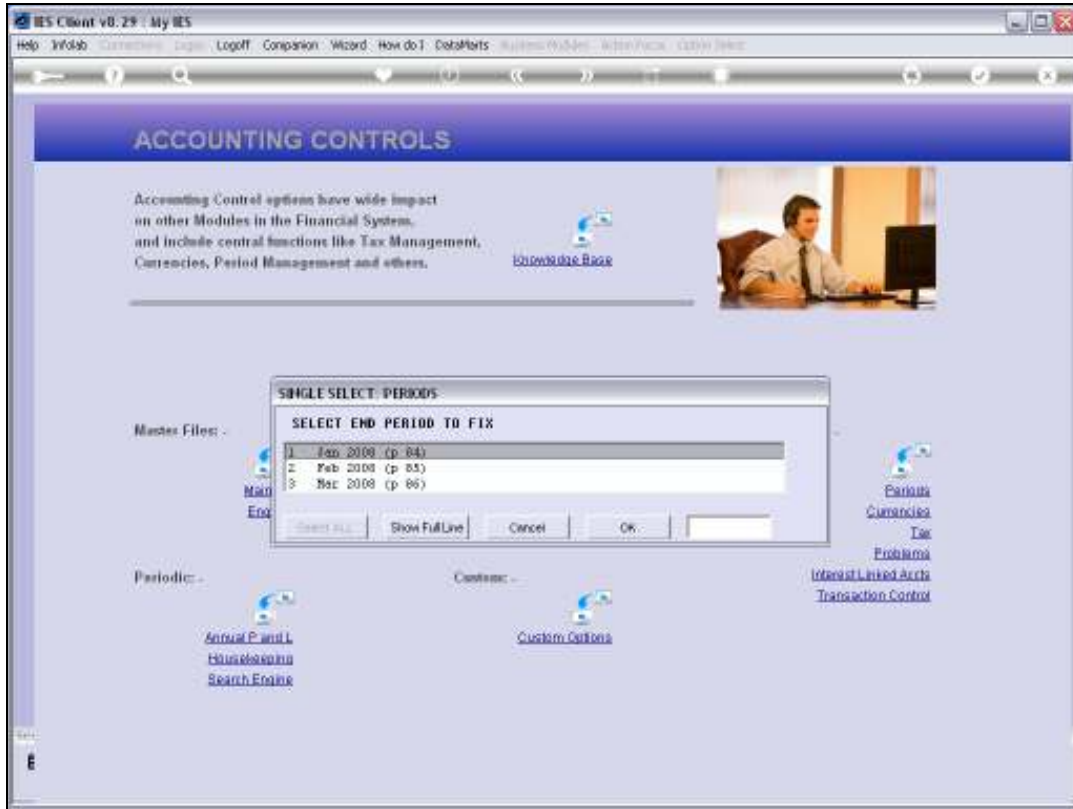 IES Client v8.29 : My IES
Help Infolab Logoff Companion Wizard How do I DataMarts
ACCOUNTING CONTROLS
Accounting Control options have wide impact
on other Modules in the Financial System,
and include central functions like Tax Management,
Currencies, Period Management and others.
Knowledge Base
SINGLE SELECT: PERIODS
SELECT END PERIOD TO FIX
1 Jan 2008 (p 84)
2 Feb 2008 (p 85)
3 Mar 2008 (p 86)
Select ALL Show Full Line Cancel OK
Master Files: -
Main
Enq
Periods
Currencies
Tax
Problems
Interest Linked Accts
Transaction Control
Periodic: -
Annual P and L
Housekeeping
Search Engine
Custom: -
Custom Options